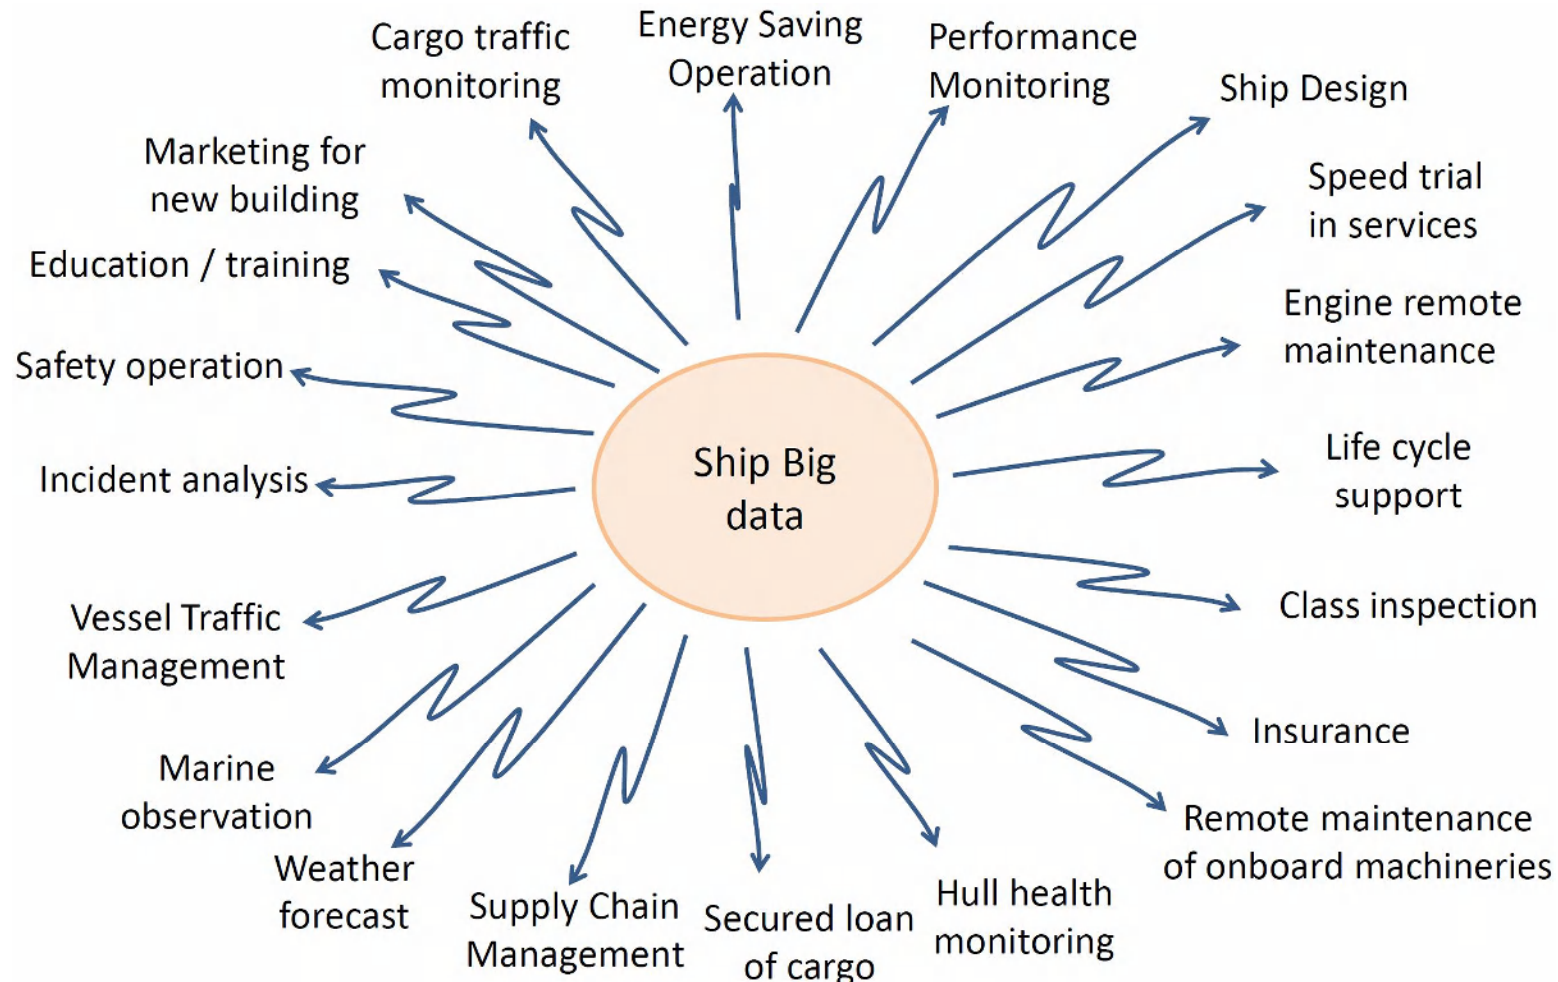 Energy Saving
Operation
Performance
Monitoring
Ship Design
Speed trial
in services
Engine remote
maintenance
Life cycle
support
Class inspection
Insurance
Remote maintenance
of onboard machineries
Hull health
monitoring
Secured loan
of cargo
Supply Chain
Management
Weather
forecast
Marine
observation
Vessel Traffic
Management
Incident analysis
Safety operation
Education / training
Marketing for
new building
Cargo traffic
monitoring
Ship Big
data